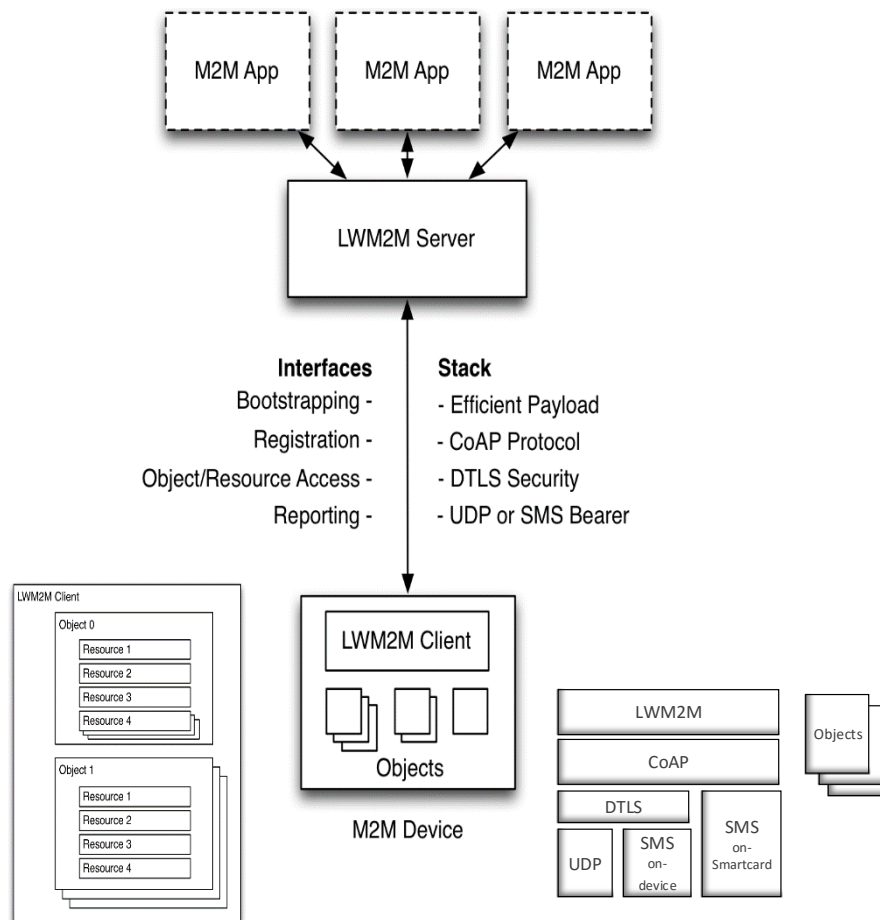 M2M App
M2M App
M2M App
LWM2M Server
Interfaces
Bootstrapping -
Registration -
Object/Resource Access -
Reporting -
Stack
- Efficient Payload
- CoAP Protocol
- DTLS Security
- UDP or SMS Bearer
LWM2M Client
Object 0
Resource 1
Resource 2
Resource 3
Resource 4
Object 1
Resource 1
Resource 2
Resource 3
Resource 4
LWM2M Client
Objects
M2M Device
LWM2M
CoAP
DTLS
UDP
SMS
on-
device
SMS
on-
Smartcard
Objects